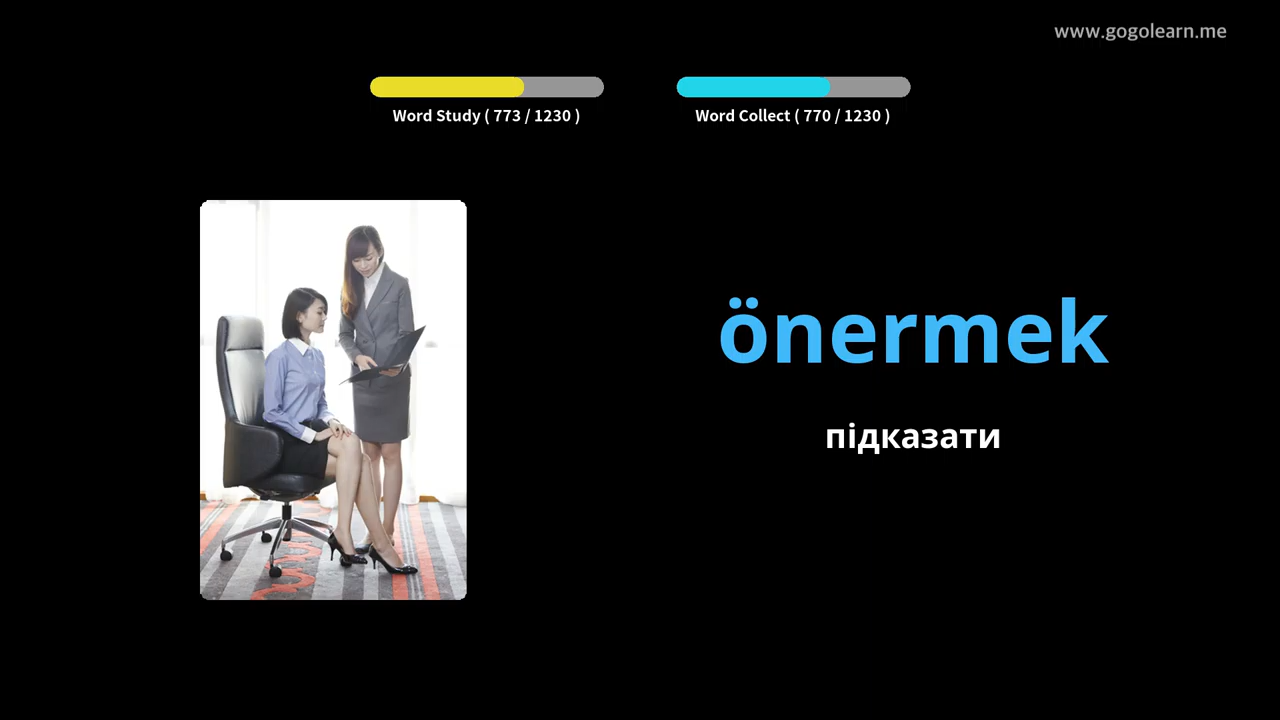 www.gogolearn.me
Word Study ( 773 / 1230 )
Word Collect ( 770 / 1230 )
önermek
підказати